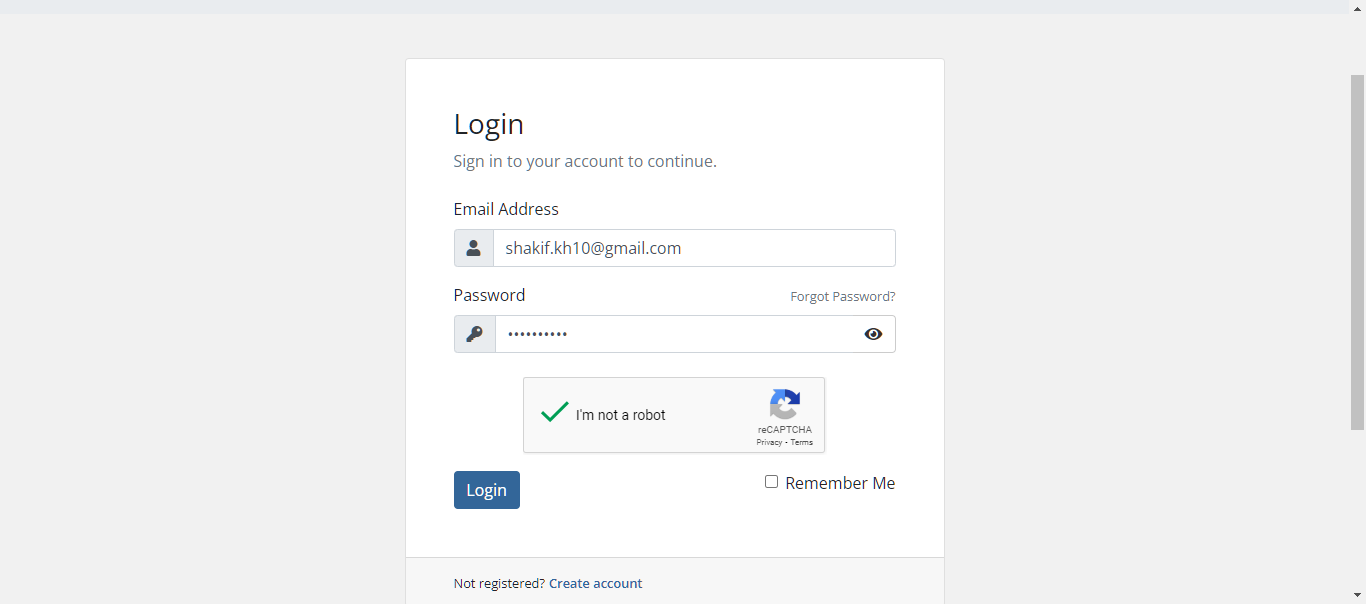 Login
Sign in to your account to continue.
Email Address
shakif.kh10@gmail.com
Password Forgot Password?
••••••••••
I'm not a robot
reCAPTCHA
Privacy - Terms
Login Remember Me
Not registered? Create account